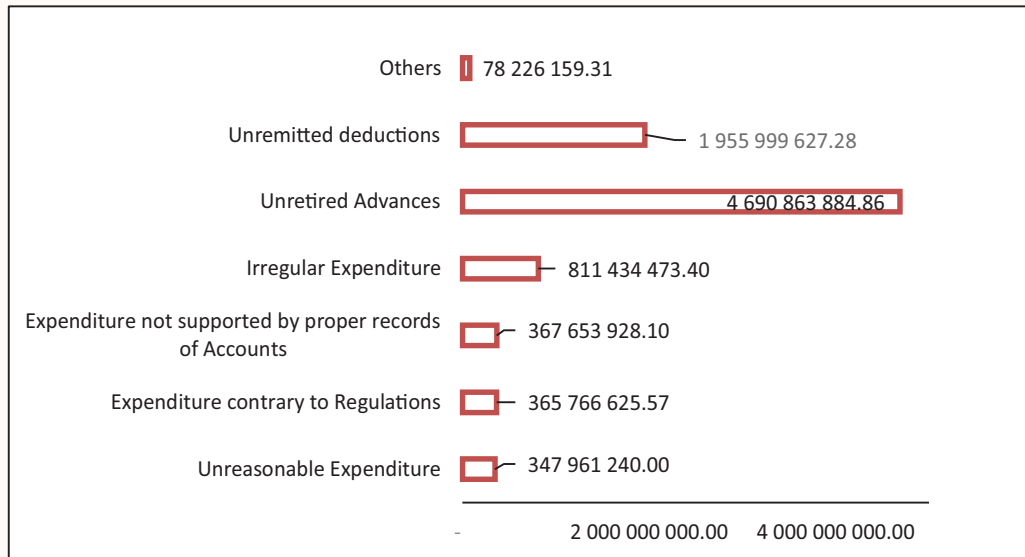 Others 78 226 159.31
Unremitted deductions 1 955 999 627.28
Unretired Advances 4 690 863 884.86
Irregular Expenditure 811 434 473.40
Expenditure not supported by proper records
of Accounts 367 653 928.10
Expenditure contrary to Regulations 365 766 625.57
Unreasonable Expenditure 347 961 240.00
- 2 000 000 000.00 4 000 000 000.00